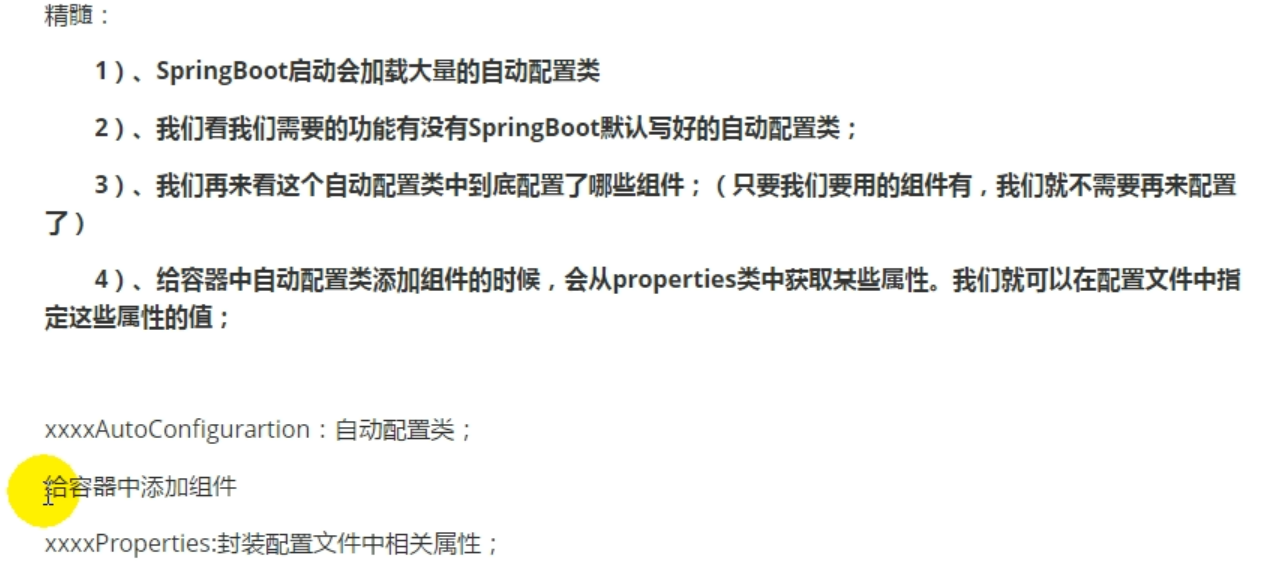 精髓：
1）、SpringBoot启动会加载大量的自动配置类
2）、我们看我们需要的功能有没有SpringBoot默认写好的自动配置类；
3）、我们再来看这个自动配置类中到底配置了哪些组件；（只要我们要用的组件有，我们就不需要再来配置
了）
4）、给容器中自动配置类添加组件的时候，会从properties类中获取某些属性。我们就可以在配置文件中指
定这些属性的值；
xxxxAutoConfigurartion：自动配置类；
给容器中添加组件
xxxxProperties:封装配置文件中相关属性；